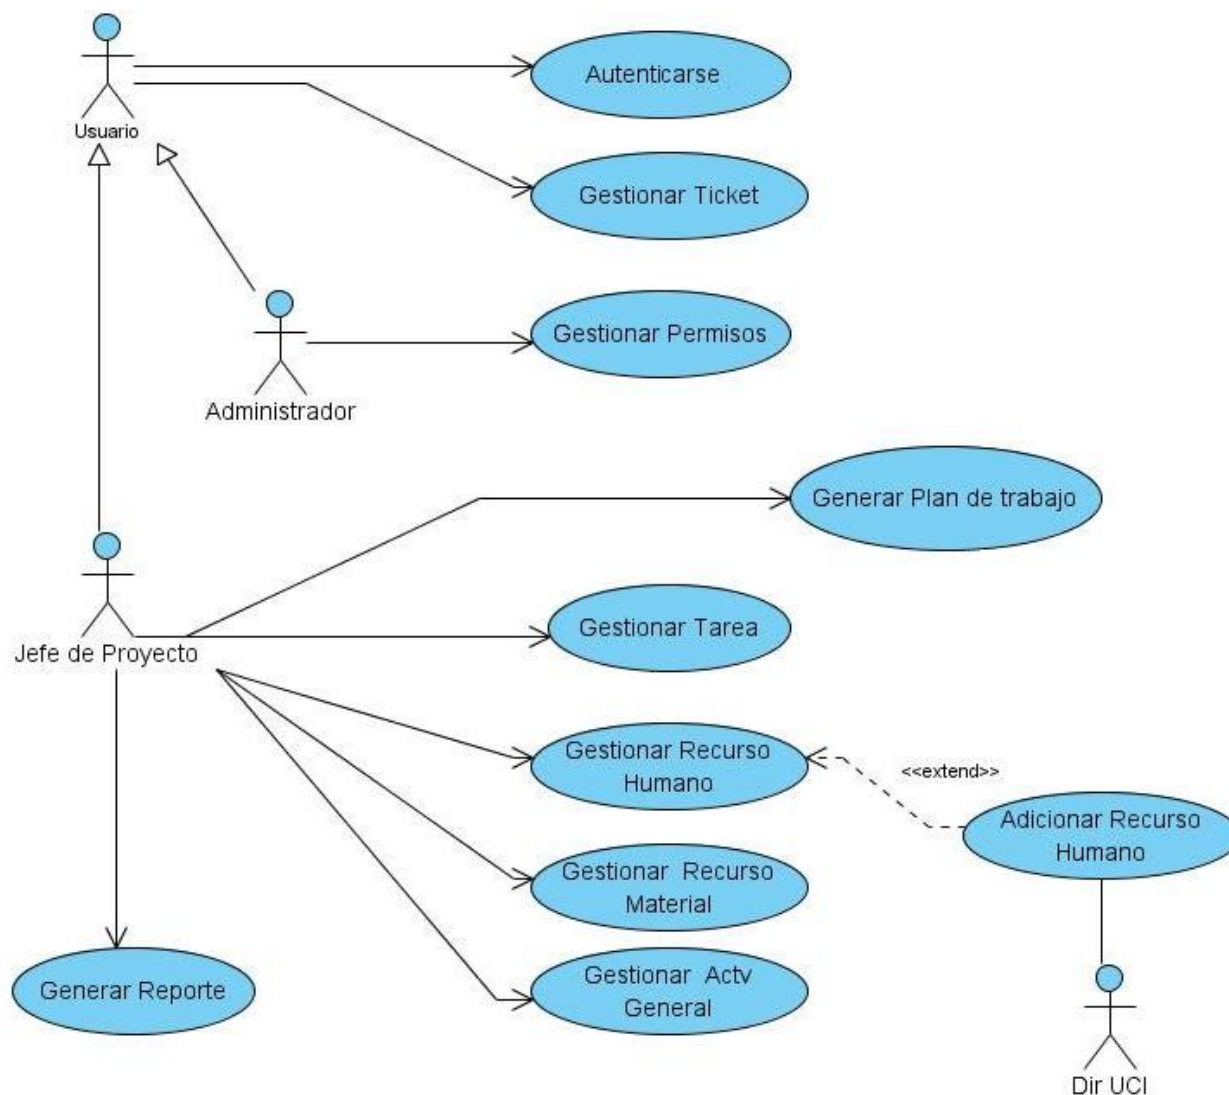 Autenticarse
Usuario
Gestionar Ticket
Gestionar Permisos
Administrador
Generar Plan de trabajo
Gestionar Tarea
Jefe de Proyecto
Gestionar Recurso
Humano
<<extend>>
Adicionar Recurso
Humano
Gestionar Recurso
Material
Generar Reporte
Gestionar Actv
General
Dir UCI